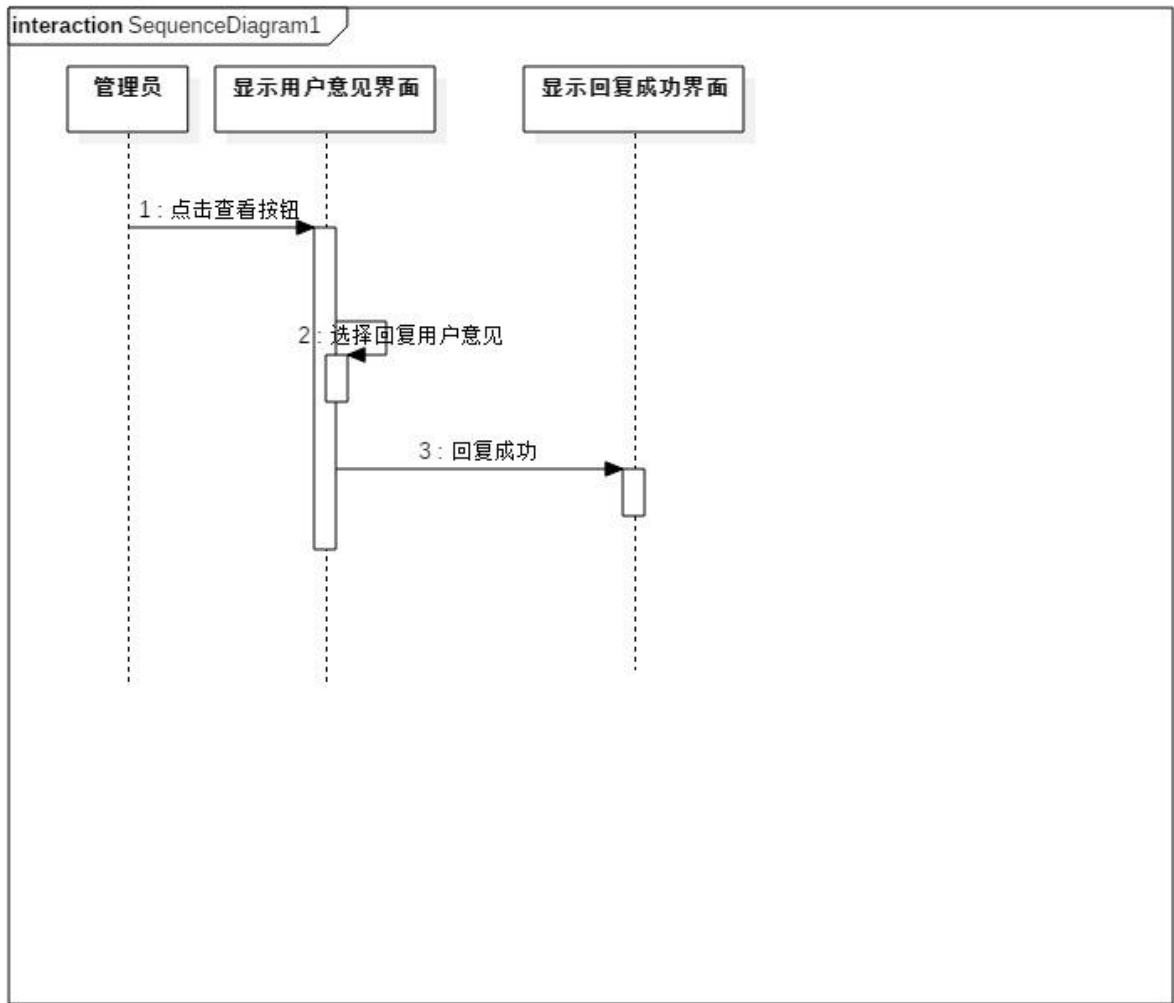 interaction SequenceDiagram1
管理员
显示用户意见界面
显示回复成功界面
1 : 点击查看按钮
2 : 选择回复用户意见
3 : 回复成功